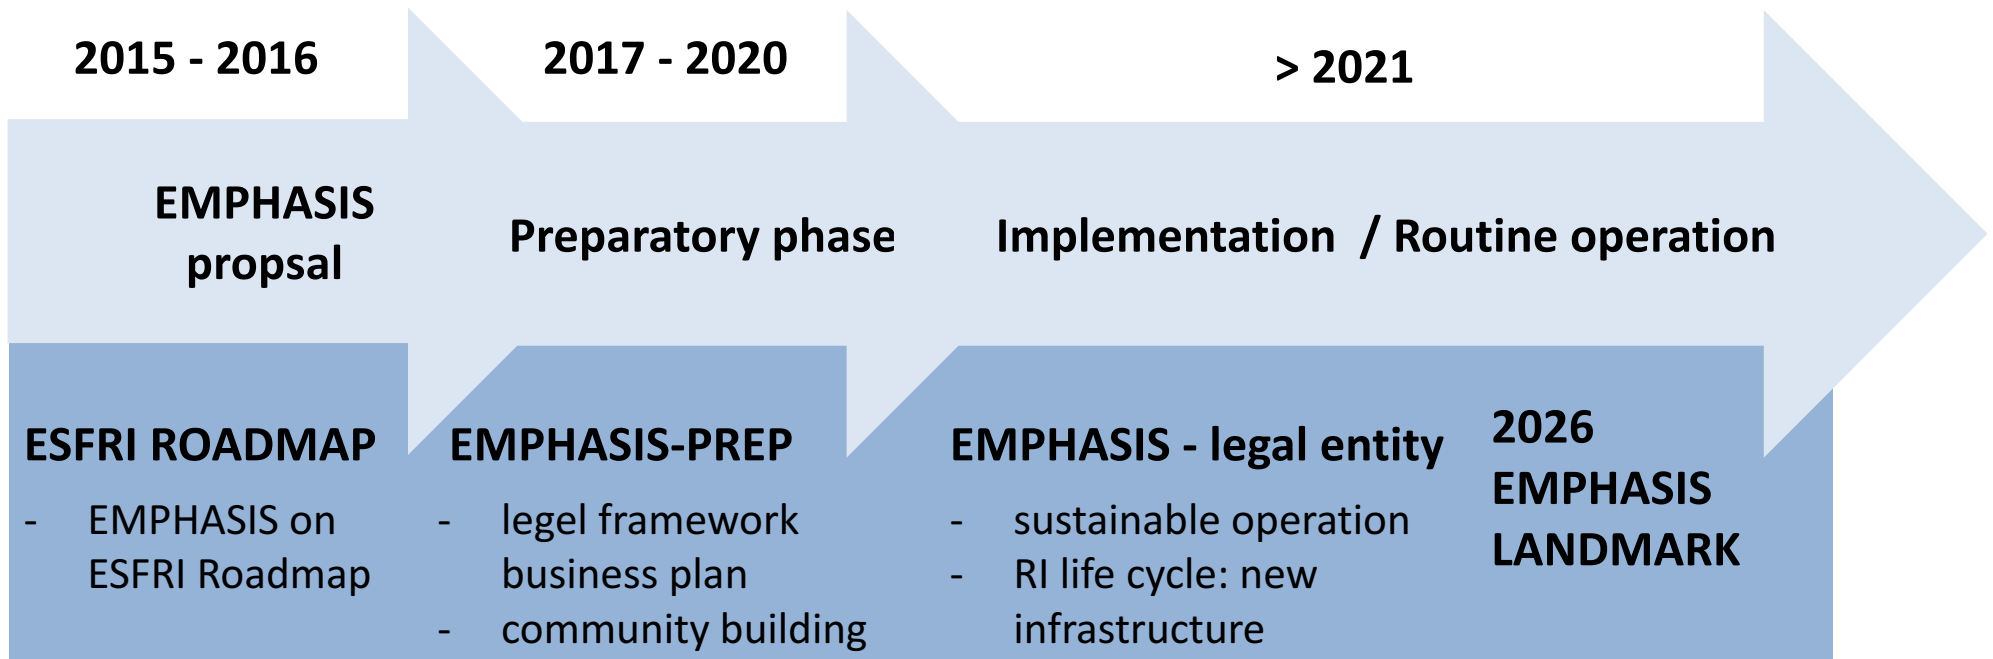 2015 - 2016
2017 - 2020
> 2021
EMPHASIS
propsal
Preparatory phase
Implementation / Routine operation
ESFRI ROADMAP
- EMPHASIS on
ESFRI Roadmap
EMPHASIS-PREP
- legel framework
business plan
- community building
EMPHASIS - legal entity
- sustainable operation
- RI life cycle: new
infrastructure
2026
EMPHASIS
LANDMARK